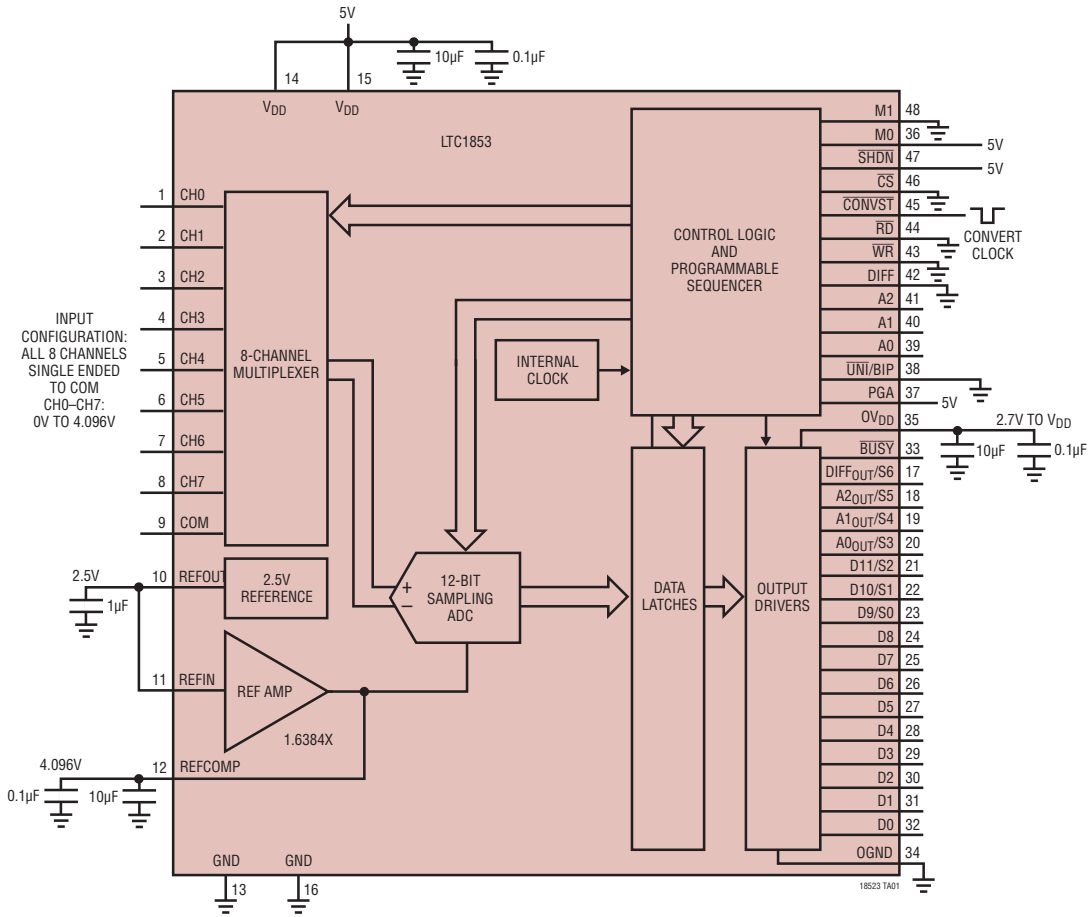 5V
10µF
0.1µF
14
15
VDD
VDD
LTC1853
INPUT
CONFIGURATION:
ALL 8 CHANNELS
SINGLE ENDED
TO COM
CH0–CH7:
0V TO 4.096V
1 CH0
2 CH1
3 CH2
4 CH3
5 CH4
6 CH5
7 CH6
8 CH7
9 COM
8-CHANNEL
MULTIPLEXER
2.5V
1µF
10 REFOUT
2.5V
REFERENCE
11 REFIN
REF AMP
1.6384X
4.096V
12 REFCOMP
0.1µF
10µF
GND
13
GND
16
+
–
12-BIT
SAMPLING
ADC
INTERNAL
CLOCK
CONTROL LOGIC
AND
PROGRAMMABLE
SEQUENCER
DATA
LATCHES
OUTPUT
DRIVERS
M1 48
M0 36
5V
SHDN 47
5V
CS 46
CONVST 45
CONVERT
CLOCK
RD 44
WR 43
DIFF 42
A2 41
A1 40
A0 39
UNI/BIP 38
PGA 37
5V
OVDD 35
2.7V TO VDD
10µF
0.1µF
BUSY 33
DIFFOUT/S6 17
A2OUT/S5 18
A1OUT/S4 19
A0OUT/S3 20
D11/S2 21
D10/S1 22
D9/S0 23
D8 24
D7 25
D6 26
D5 27
D4 28
D3 29
D2 30
D1 31
D0 32
OGND 34
18523 TA01